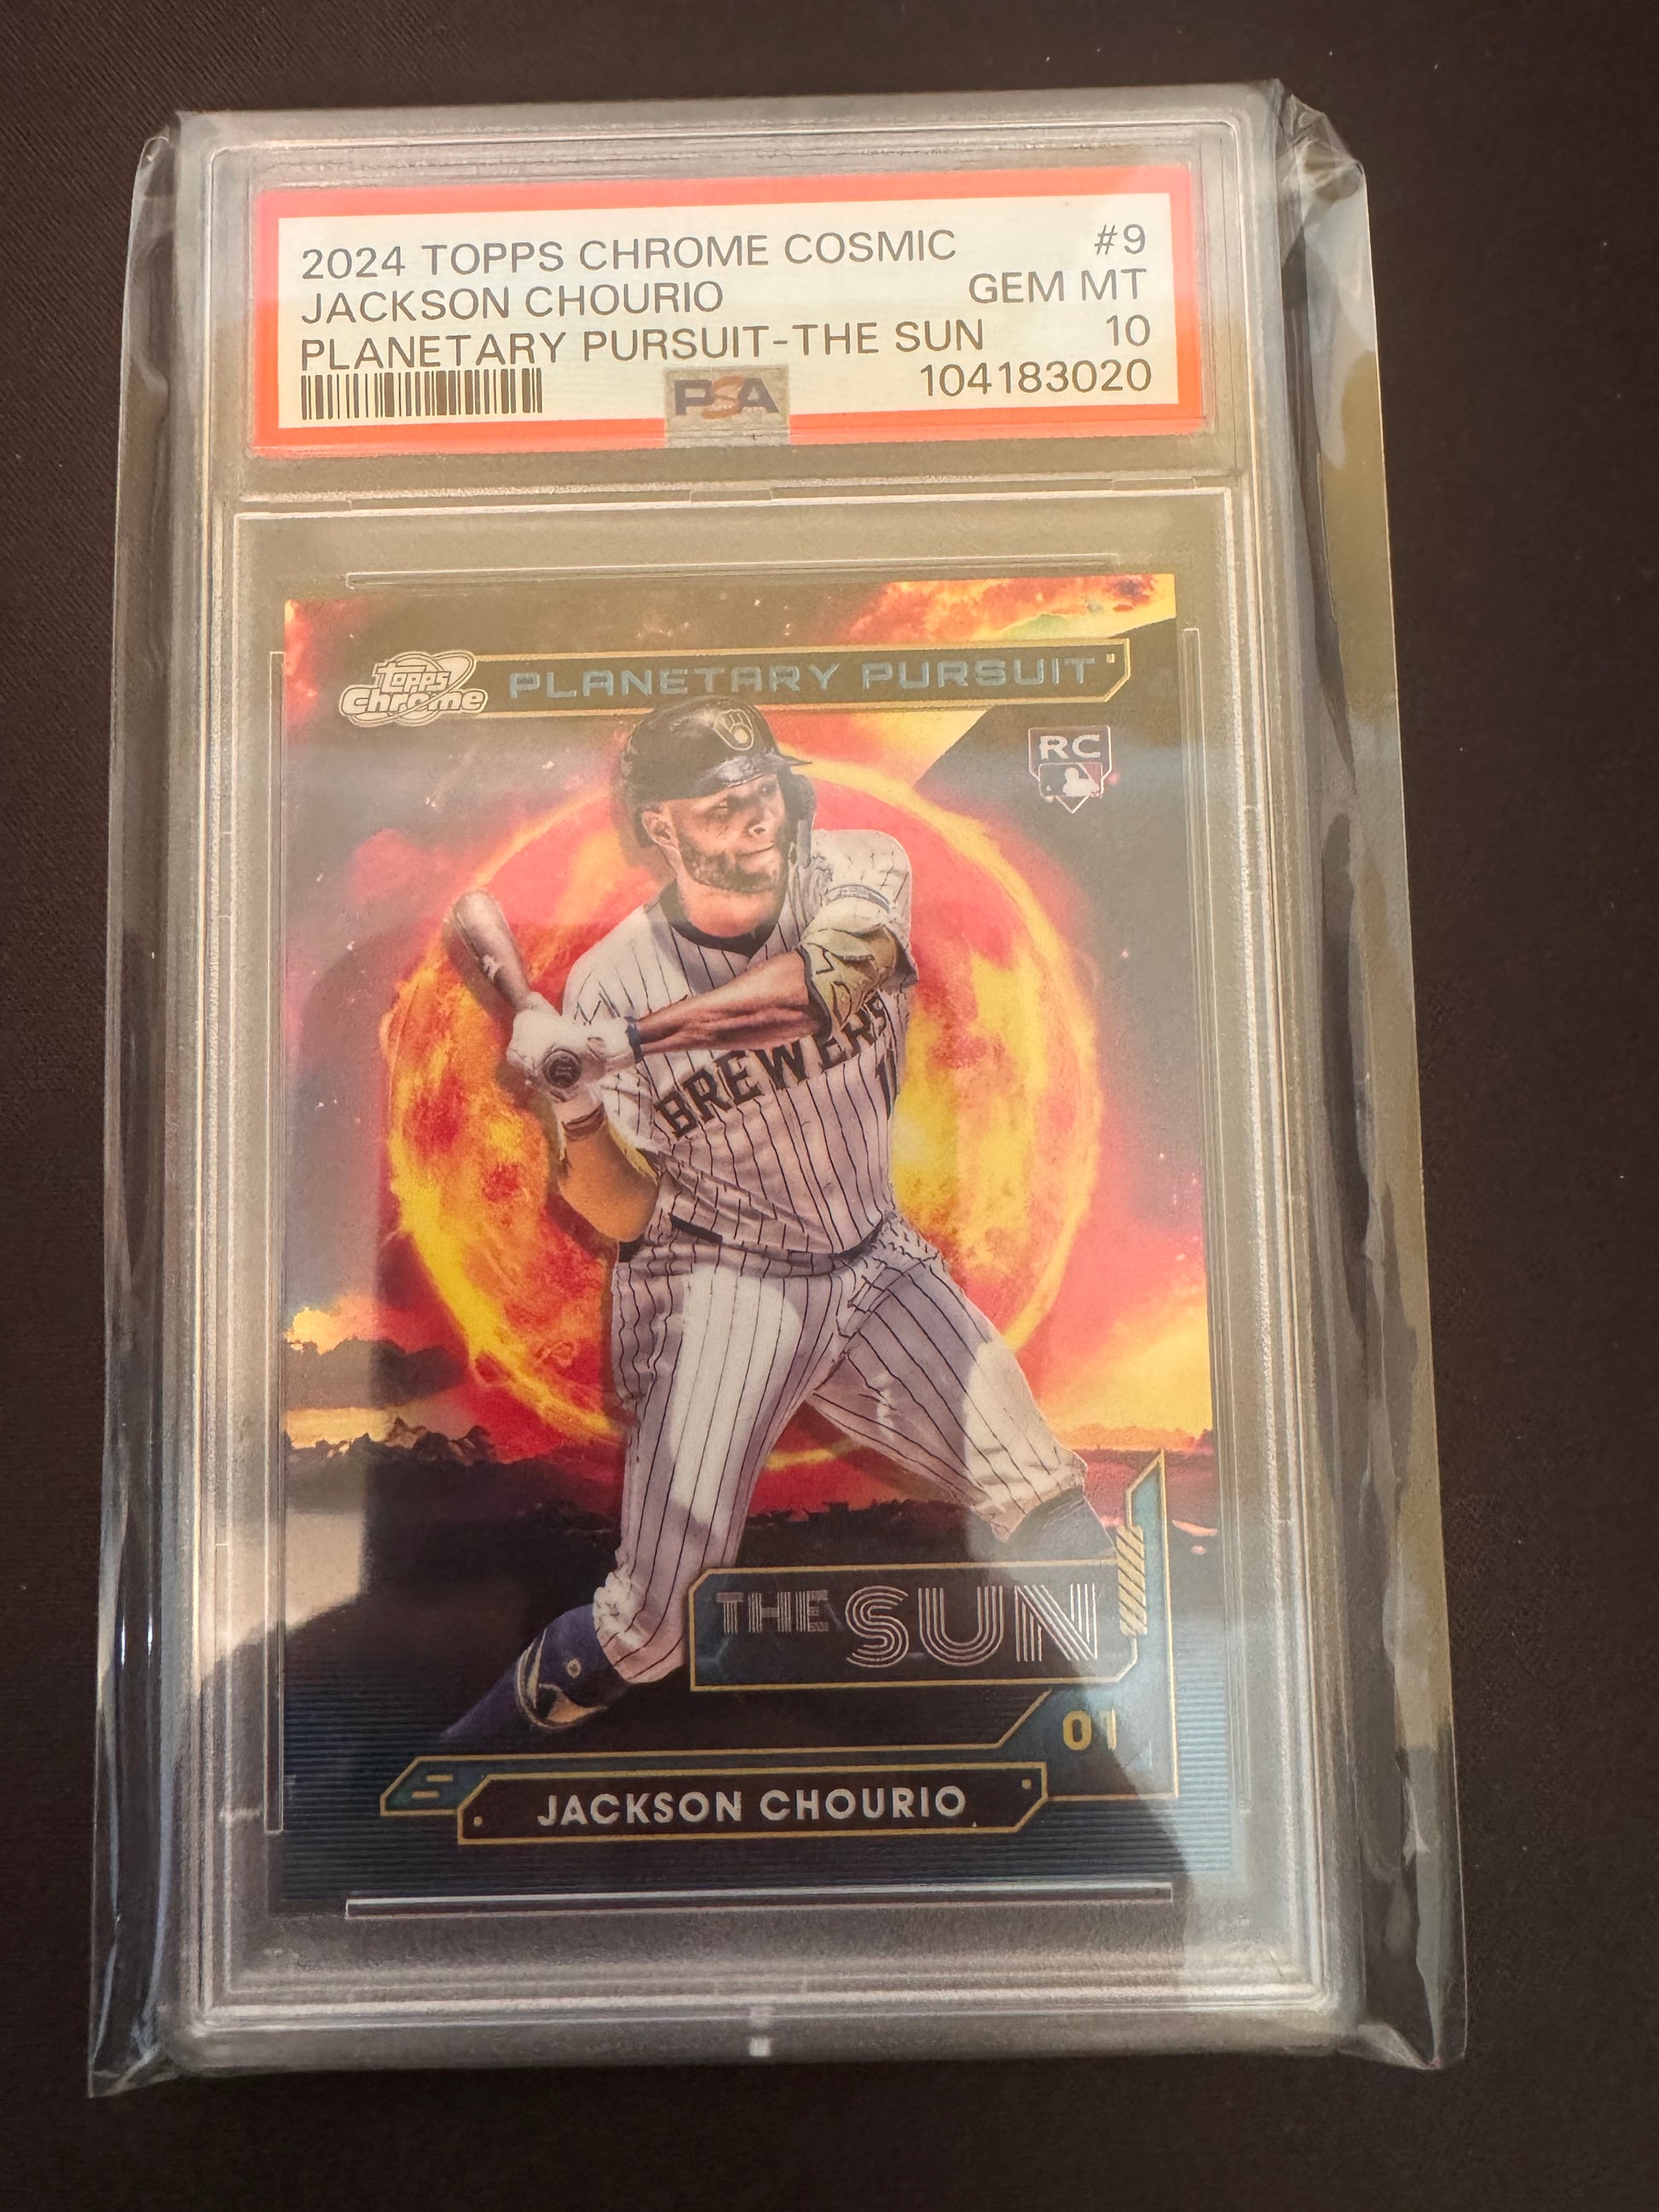 2024 TOPPS CHROME COSMIC #9
JACKSON CHOURIO GEM MT
PLANETARY PURSUIT-THE SUN 10
PSA 104183020
Topps Chrome
PLANETARY PURSUIT
RC
BREWERS
11
THE SUN
01
JACKSON CHOURIO